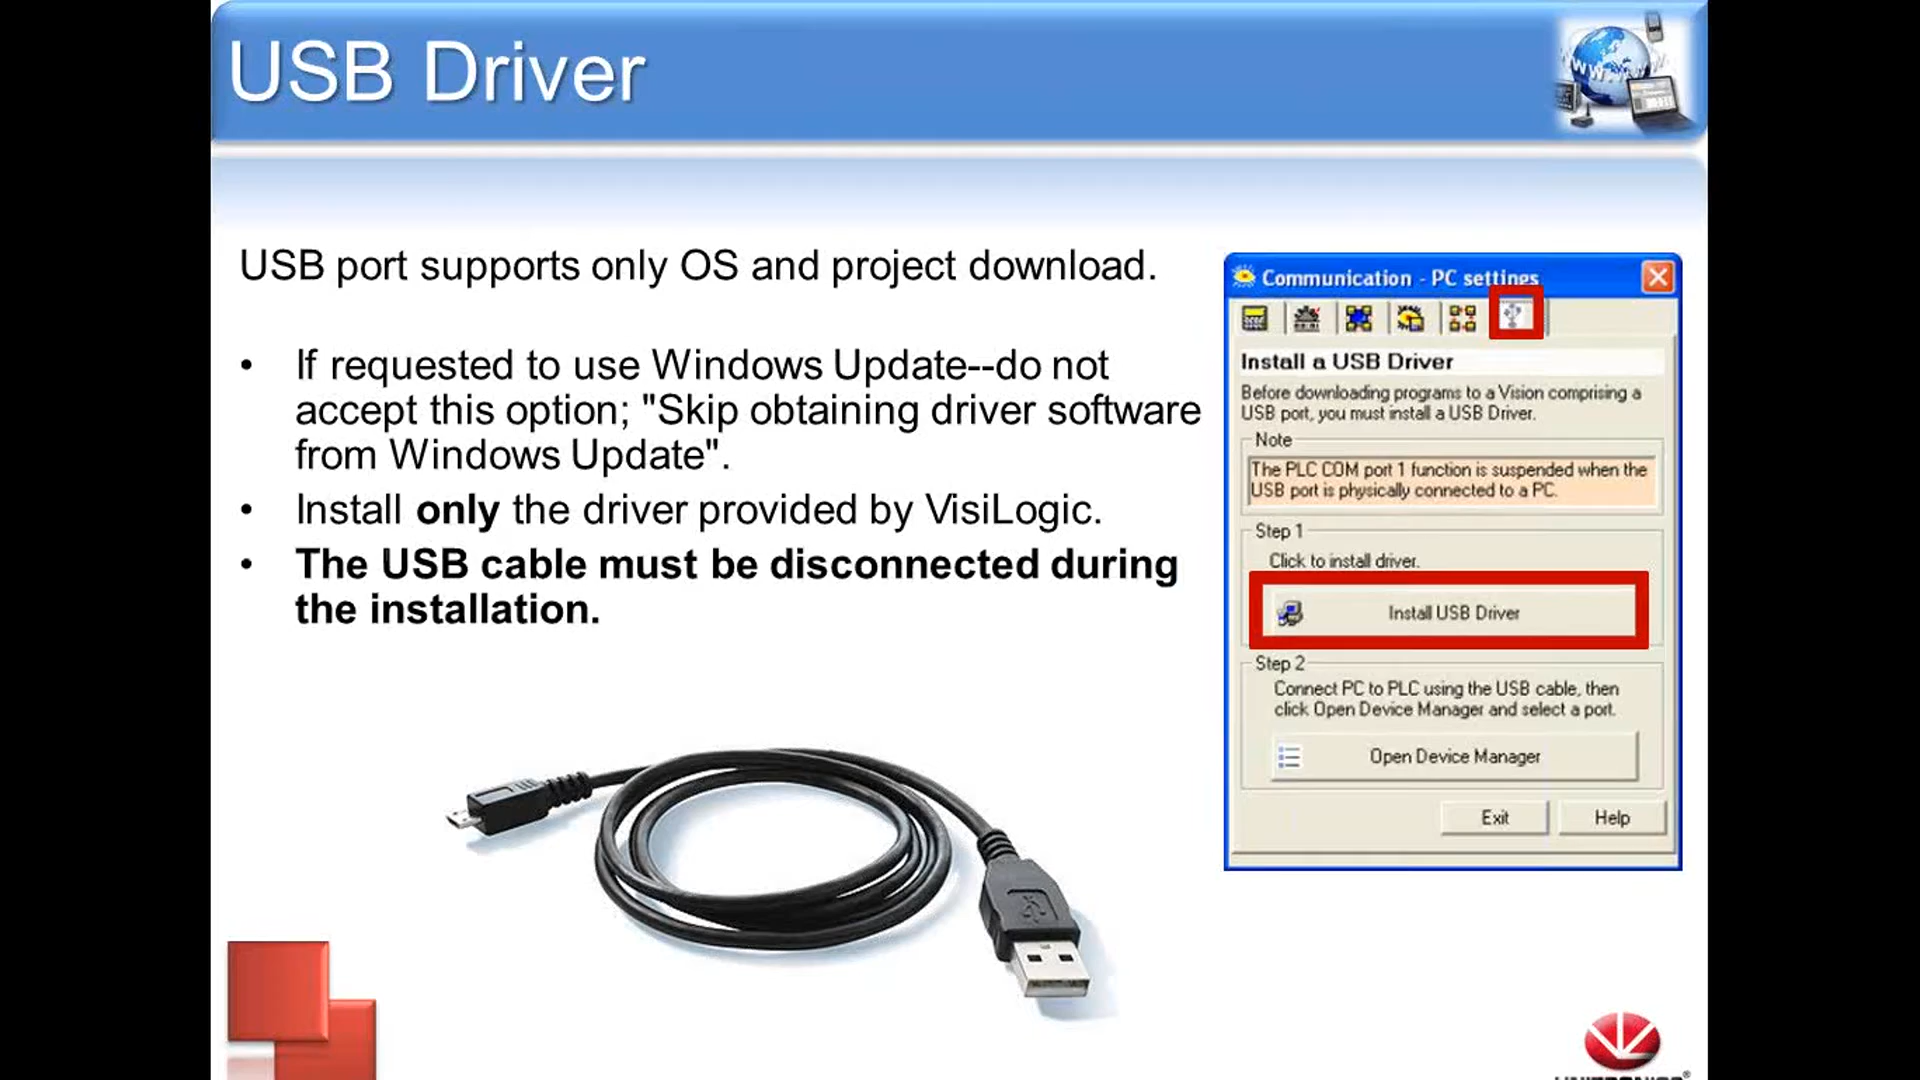 USB Driver
USB port supports only OS and project download.
• If requested to use Windows Update--do not
accept this option; "Skip obtaining driver software
from Windows Update".
• Install only the driver provided by VisiLogic.
• The USB cable must be disconnected during
the installation.
Communication - PC settings
Install a USB Driver
Before downloading programs to a Vision comprising a
USB port, you must install a USB Driver.
Note
The PLC COM port 1 function is suspended when the
USB port is physically connected to a PC.
Step 1
Click to install driver.
Install USB Driver
Step 2
Connect PC to PLC using the USB cable, then
click Open Device Manager and select a port.
Open Device Manager
Exit
Help